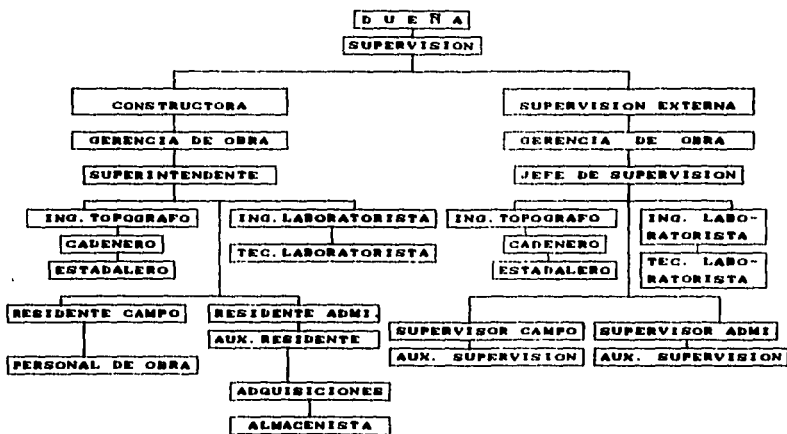 DUEÑA
SUPERVISION
CONSTRUCTORA
GERENCIA DE OBRA
SUPERINTENDENTE
ING. TOPOGRAFO
CADENERO
ESTADALERO
ING. LABORATORISTA
TEC. LABORATORISTA
RESIDENTE CAMPO
PERSONAL DE OBRA
RESIDENTE ADMI.
AUX. RESIDENTE
ADQUISICIONES
ALMACENISTA
SUPERVISION EXTERNA
GERENCIA DE OBRA
JEFE DE SUPERVISION
ING. TOPOGRAFO
CADENERO
ESTADALERO
ING. LABO-
RATORISTA
TEC. LABO-
RATORISTA
SUPERVISOR CAMPO
AUX. SUPERVISION
SUPERVISOR ADMI
AUX. SUPERVISION